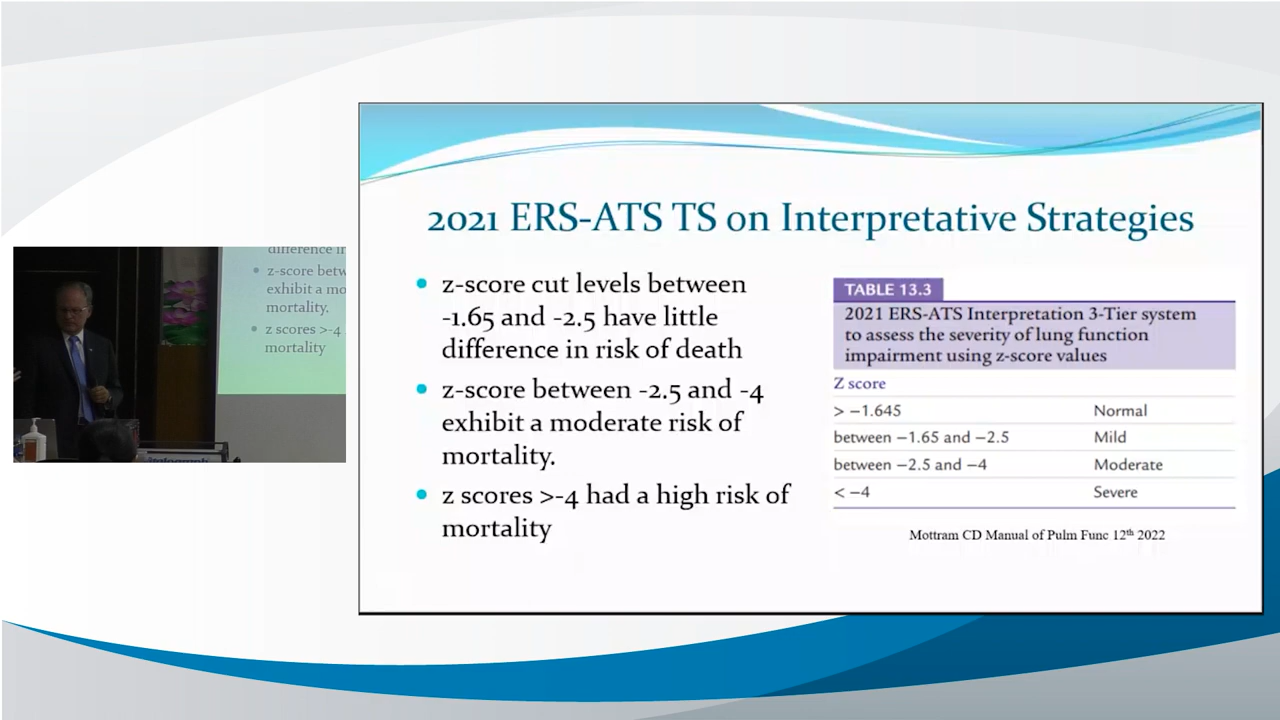 2021 ERS-ATS TS on Interpretative Strategies
z-score cut levels between
-1.65 and -2.5 have little
difference in risk of death
z-score between -2.5 and -4
exhibit a moderate risk of
mortality.
z scores >-4 had a high risk of
mortality
TABLE 13.3
2021 ERS-ATS Interpretation 3-Tier system
to assess the severity of lung function
impairment using z-score values
Z score
> −1.645 Normal
between −1.65 and −2.5 Mild
between −2.5 and −4 Moderate
< −4 Severe
Mottram CD Manual of Pulm Func 12th 2022
difference in
z-score betw
exhibit a mo
mortality.
z scores >-4
mortality